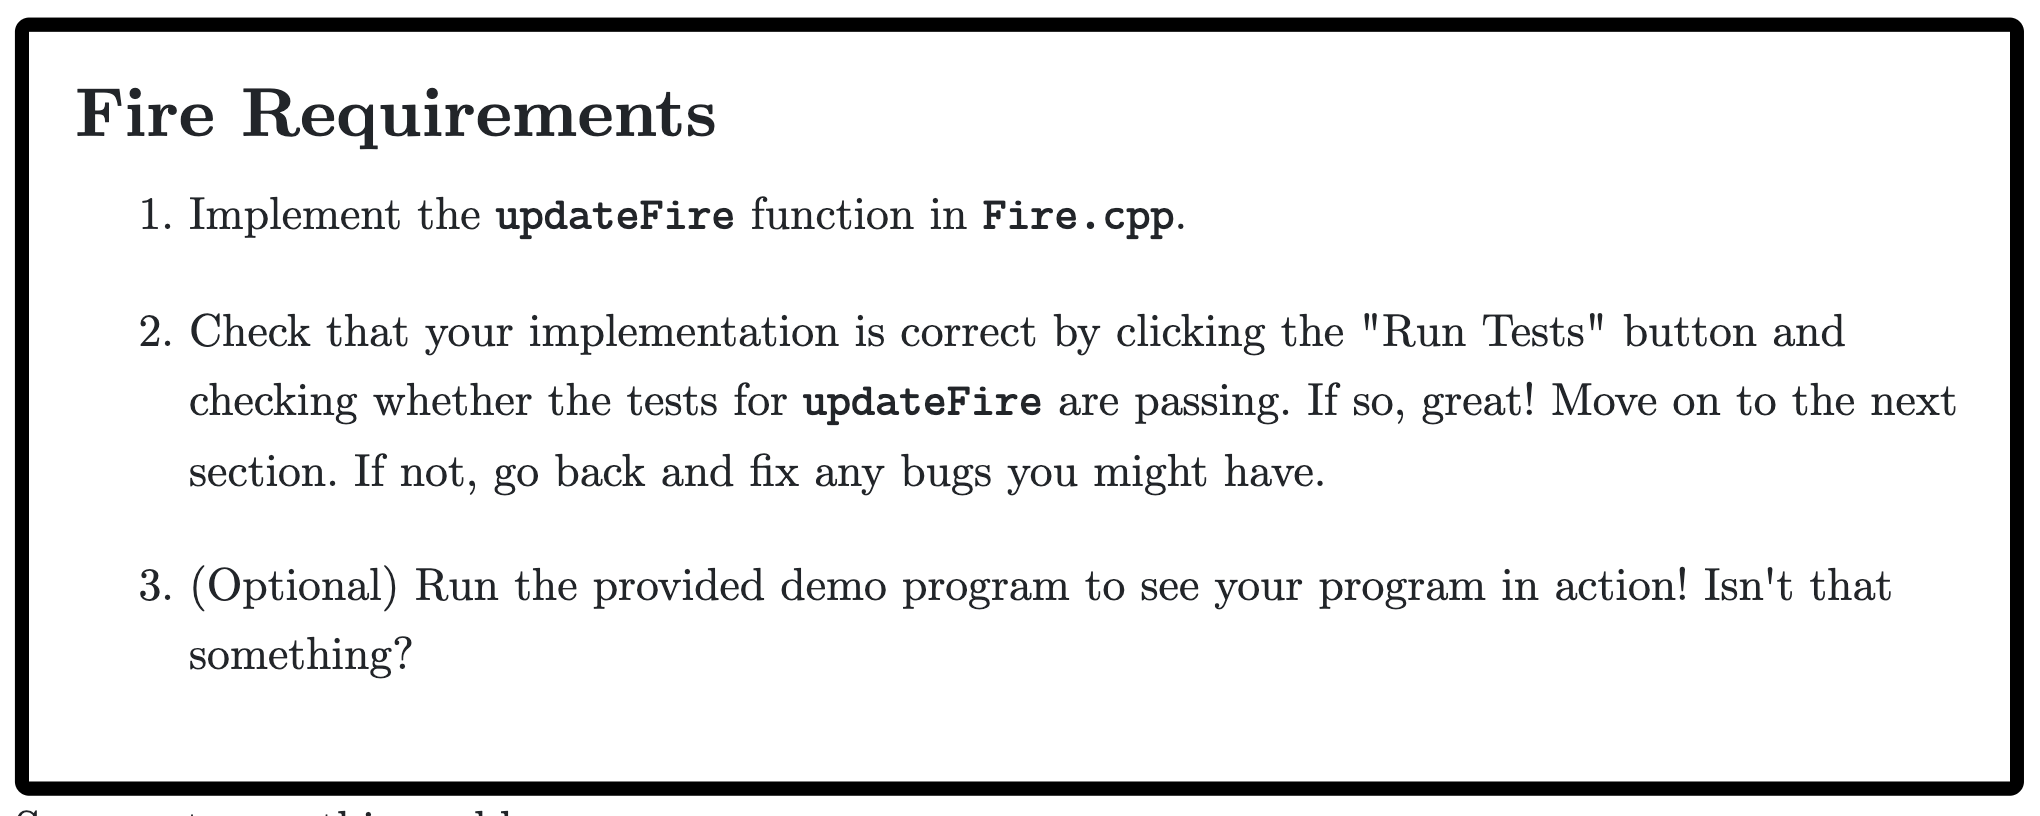 Fire Requirements
1. Implement the updateFire function in Fire.cpp.
2. Check that your implementation is correct by clicking the "Run Tests" button and
checking whether the tests for updateFire are passing. If so, great! Move on to the next
section. If not, go back and fix any bugs you might have.
3. (Optional) Run the provided demo program to see your program in action! Isn't that
something?